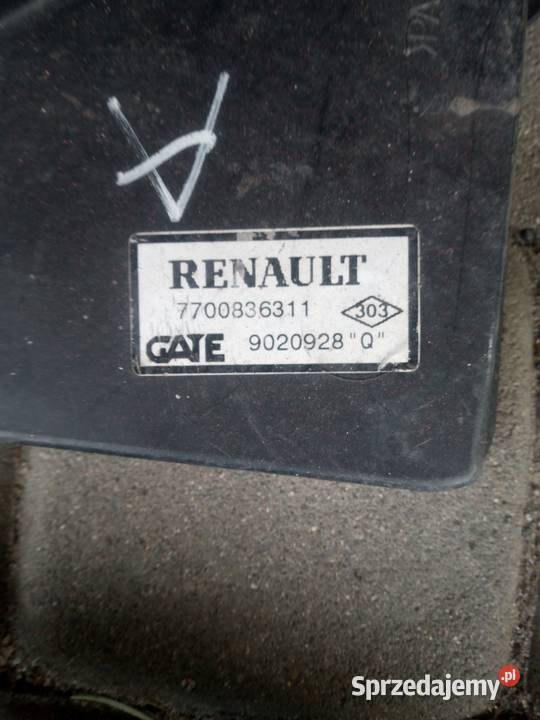 A
RENAULT
7700836311 303
GATE 9020928 "Q"
Sprzedajemy.pl